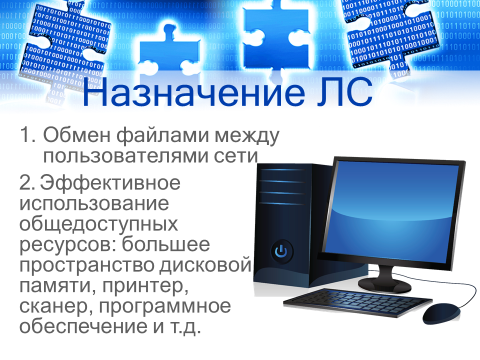 Назначение ЛС
1. Обмен файлами между
пользователями сети
2. Эффективное
использование
общедоступных
ресурсов: большее
пространство дисковой
памяти, принтер,
сканер, программное
обеспечение и т.д.